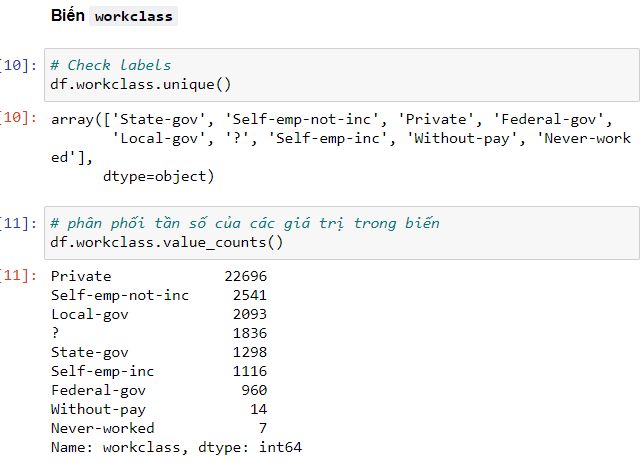 Biến workclass
[10]: # Check labels
df.workclass.unique()
[10]: array(['State-gov', 'Self-emp-not-inc', 'Private', 'Federal-gov',
'Local-gov', '?', 'Self-emp-inc', 'Without-pay', 'Never-work
ed'],
dtype=object)
[11]: # phân phối tần số của các giá trị trong biến
df.workclass.value_counts()
[11]: Private 22696
Self-emp-not-inc 2541
Local-gov 2093
? 1836
State-gov 1298
Self-emp-inc 1116
Federal-gov 960
Without-pay 14
Never-worked 7
Name: workclass, dtype: int64